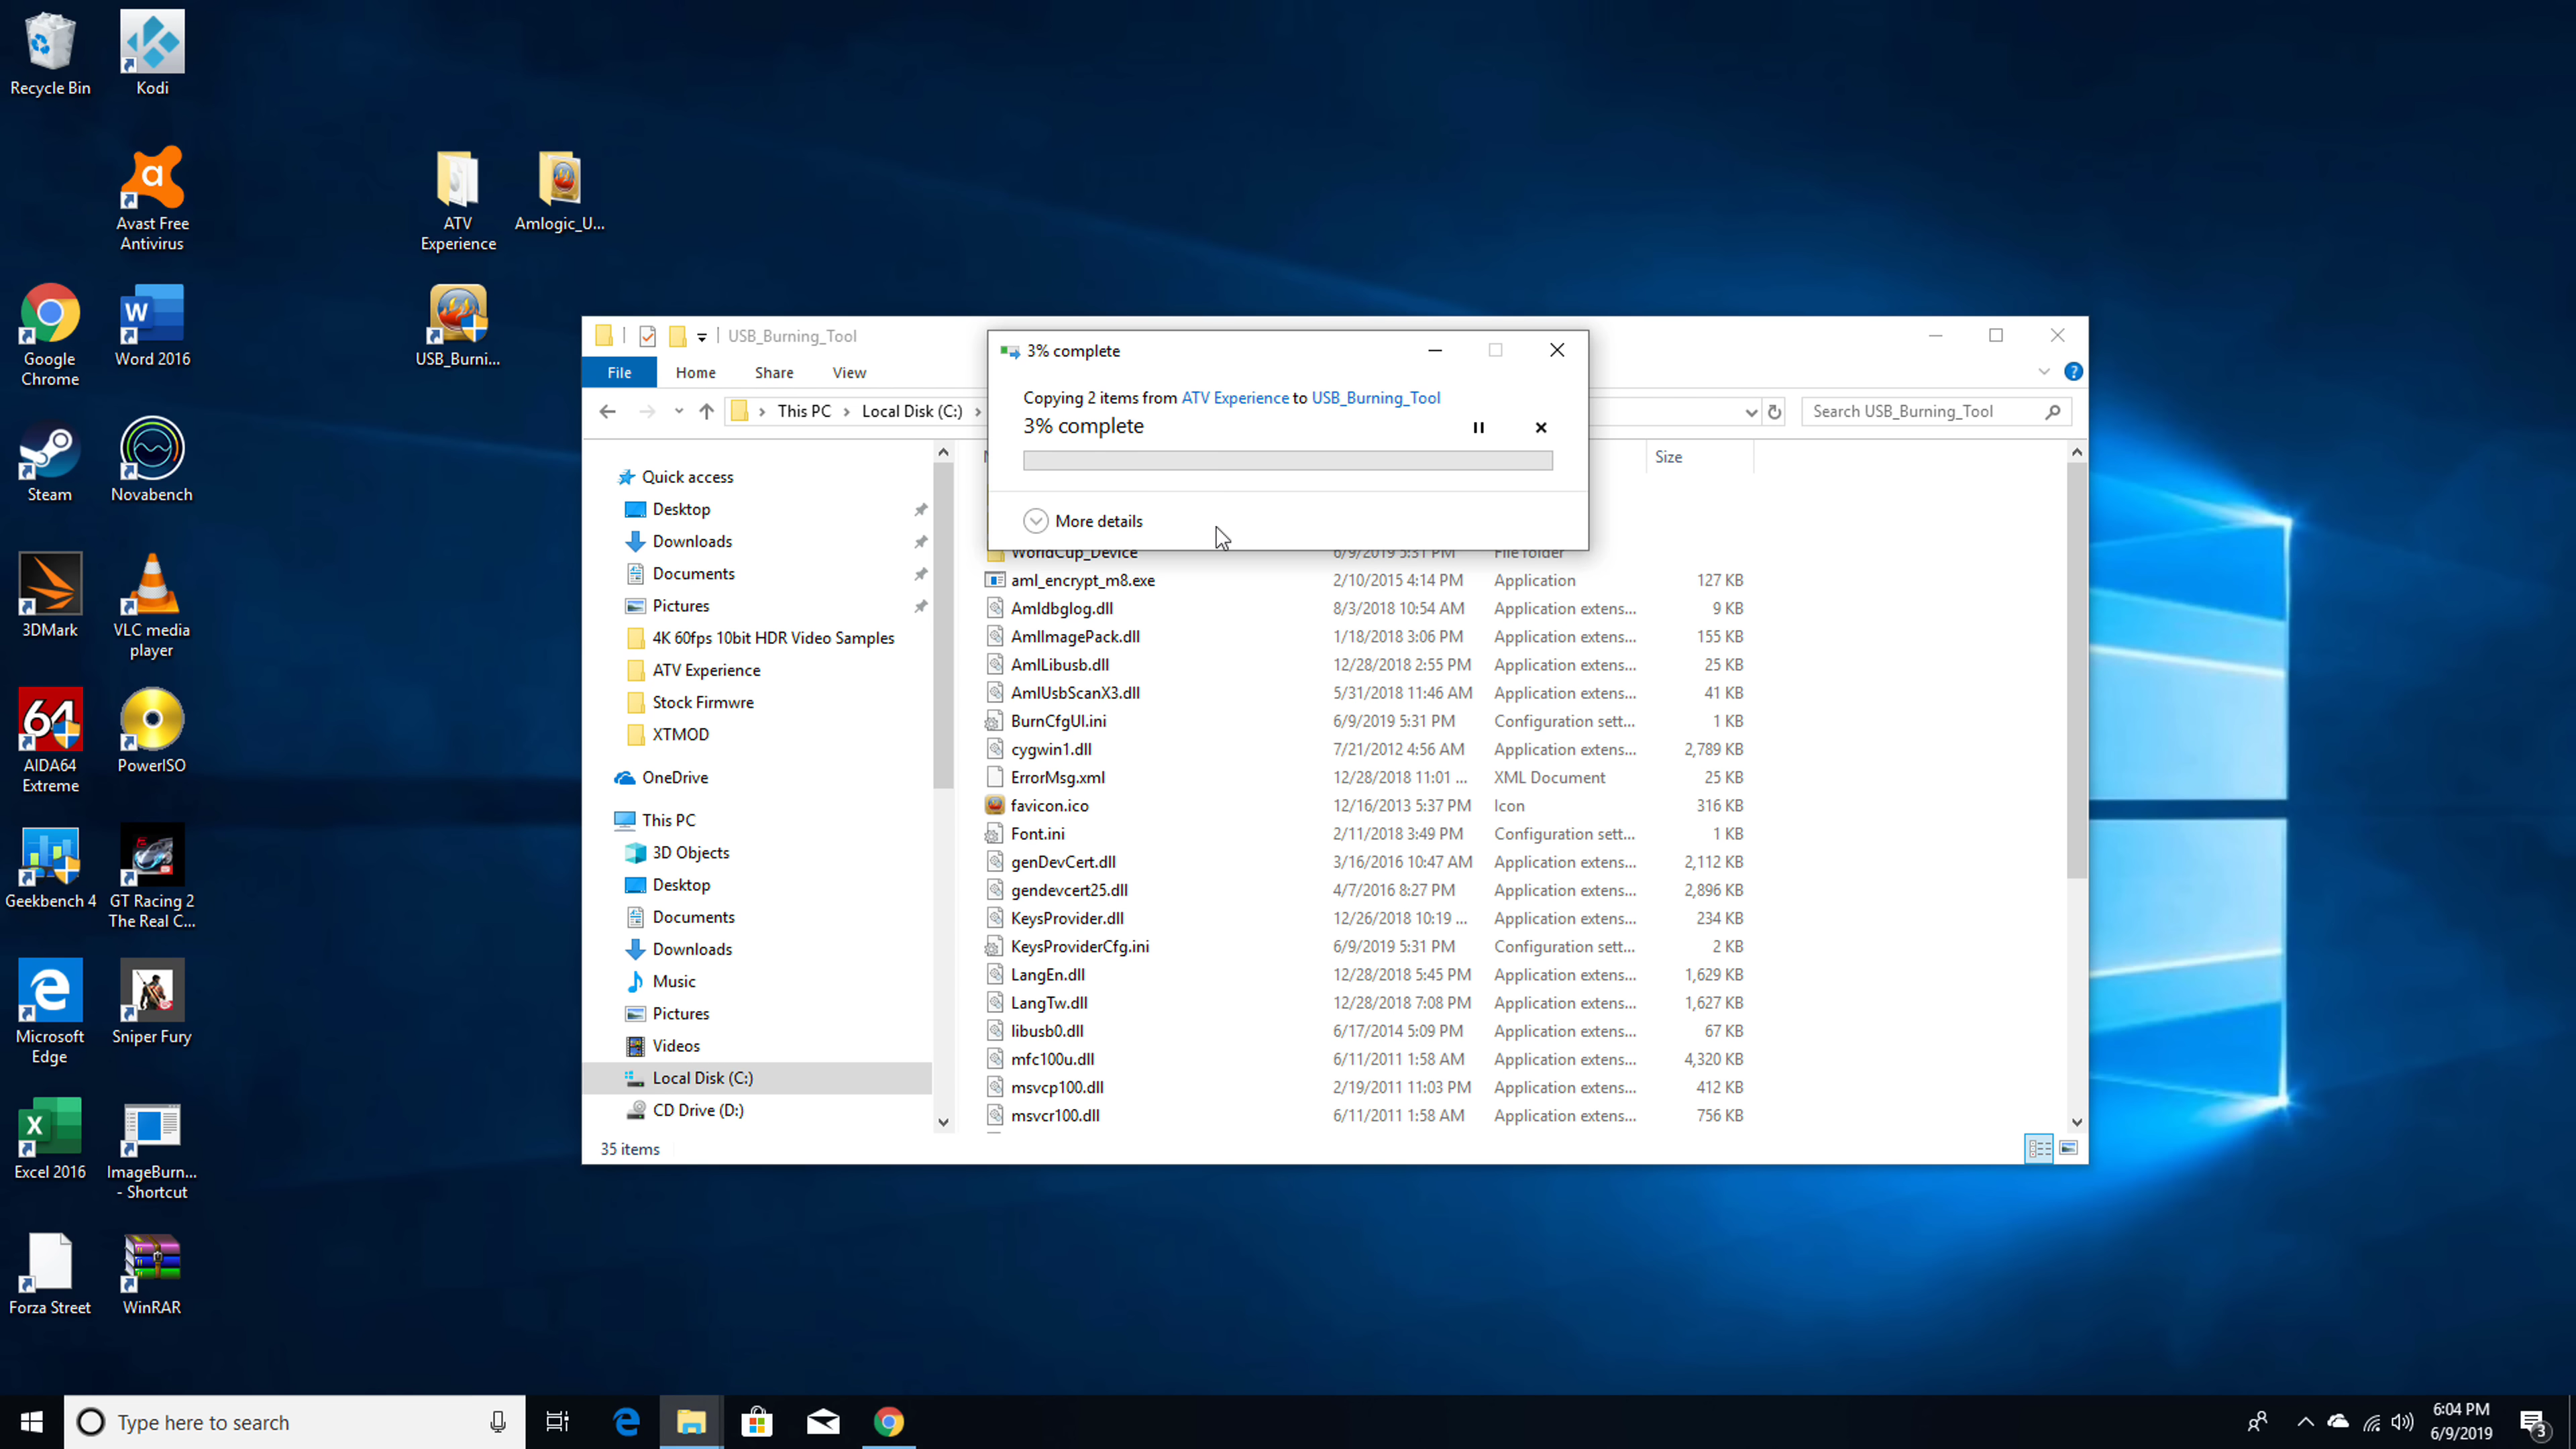 Recycle Bin
Kodi
Avast Free
Antivirus
ATV
Experience
Amlogic_U...
Google
Chrome
Word 2016
USB_Burni...
Steam
Novabench
3DMark
VLC media
player
AIDA64
Extreme
PowerISO
Geekbench 4
GT Racing 2
The Real C...
Microsoft
Edge
Sniper Fury
Excel 2016
ImageBurn...
- Shortcut
Forza Street
WinRAR
USB_Burning_Tool
File
Home
Share
View
This PC
Local Disk (C:)
Search USB_Burning_Tool
3% complete
Copying 2 items from ATV Experience to USB_Burning_Tool
3% complete
More details
Quick access
Desktop
Downloads
Documents
Pictures
4K 60fps 10bit HDR Video Samples
ATV Experience
Stock Firmwre
XTMOD
OneDrive
This PC
3D Objects
Desktop
Documents
Downloads
Music
Pictures
Videos
Local Disk (C:)
CD Drive (D:)
Size
WorldCup_Device 6/9/2019 5:31 PM File folder
aml_encrypt_m8.exe 2/10/2015 4:14 PM Application 127 KB
Amldbglog.dll 8/3/2018 10:54 AM Application extens... 9 KB
AmlImagePack.dll 1/18/2018 3:06 PM Application extens... 155 KB
AmlLibusb.dll 12/28/2018 2:55 PM Application extens... 25 KB
AmlUsbScanX3.dll 5/31/2018 11:46 AM Application extens... 41 KB
BurnCfgUI.ini 6/9/2019 5:31 PM Configuration sett... 1 KB
cygwin1.dll 7/21/2012 4:56 AM Application extens... 2,789 KB
ErrorMsg.xml 12/28/2018 11:01 ... XML Document 25 KB
favicon.ico 12/16/2013 5:37 PM Icon 316 KB
Font.ini 2/11/2018 3:49 PM Configuration sett... 1 KB
genDevCert.dll 3/16/2016 10:47 AM Application extens... 2,112 KB
gendevcert25.dll 4/7/2016 8:27 PM Application extens... 2,896 KB
KeysProvider.dll 12/26/2018 10:19 ... Application extens... 234 KB
KeysProviderCfg.ini 6/9/2019 5:31 PM Configuration sett... 2 KB
LangEn.dll 12/28/2018 5:45 PM Application extens... 1,629 KB
LangTw.dll 12/28/2018 7:08 PM Application extens... 1,627 KB
libusb0.dll 6/17/2014 5:09 PM Application extens... 67 KB
mfc100u.dll 6/11/2011 1:58 AM Application extens... 4,320 KB
msvcp100.dll 2/19/2011 11:03 PM Application extens... 412 KB
msvcr100.dll 6/11/2011 1:58 AM Application extens... 756 KB
35 items
Type here to search
6:04 PM
6/9/2019
3